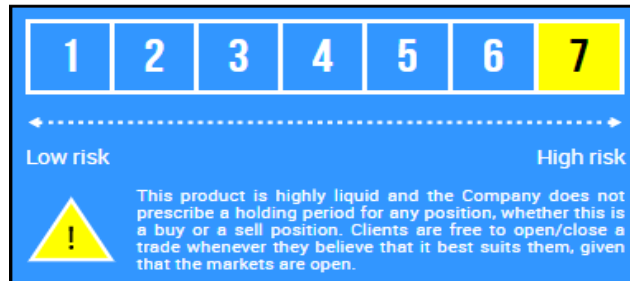 1 2 3 4 5 6 7
Low risk High risk
This product is highly liquid and the Company does not
prescribe a holding period for any position, whether this is
a buy or a sell position. Clients are free to open/close a
trade whenever they believe that it best suits them, given
that the markets are open.
!